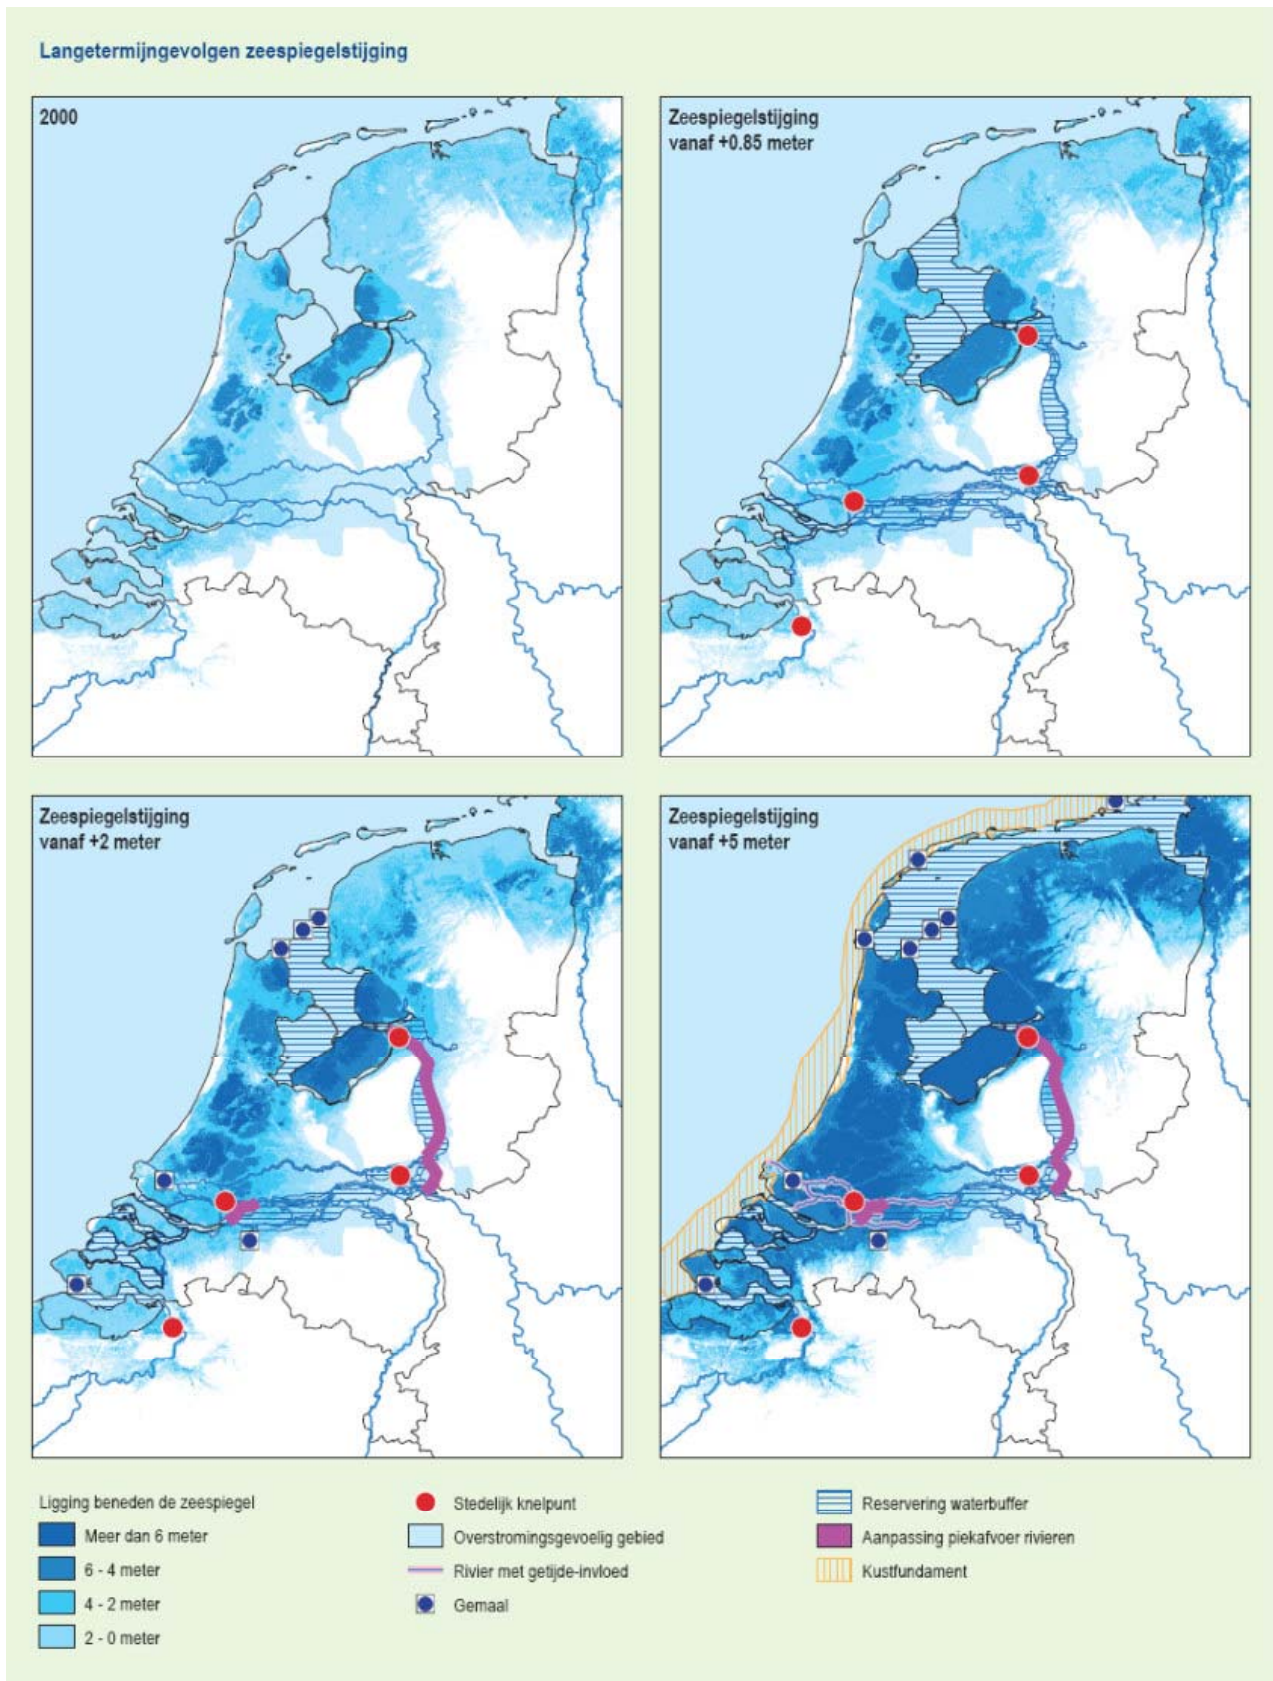 Langetermijngevolgen zeespiegelstijging
2000
Zeespiegelstijging
vanaf +0.85 meter
Zeespiegelstijging
vanaf +2 meter
Zeespiegelstijging
vanaf +5 meter
Ligging beneden de zeespiegel
Meer dan 6 meter
6 - 4 meter
4 - 2 meter
2 - 0 meter
Stedelijk knelpunt
Overstromingsgevoelig gebied
Rivier met getijde-invloed
Gemaal
Reservering waterbuffer
Aanpassing piekafvoer rivieren
Kustfundament